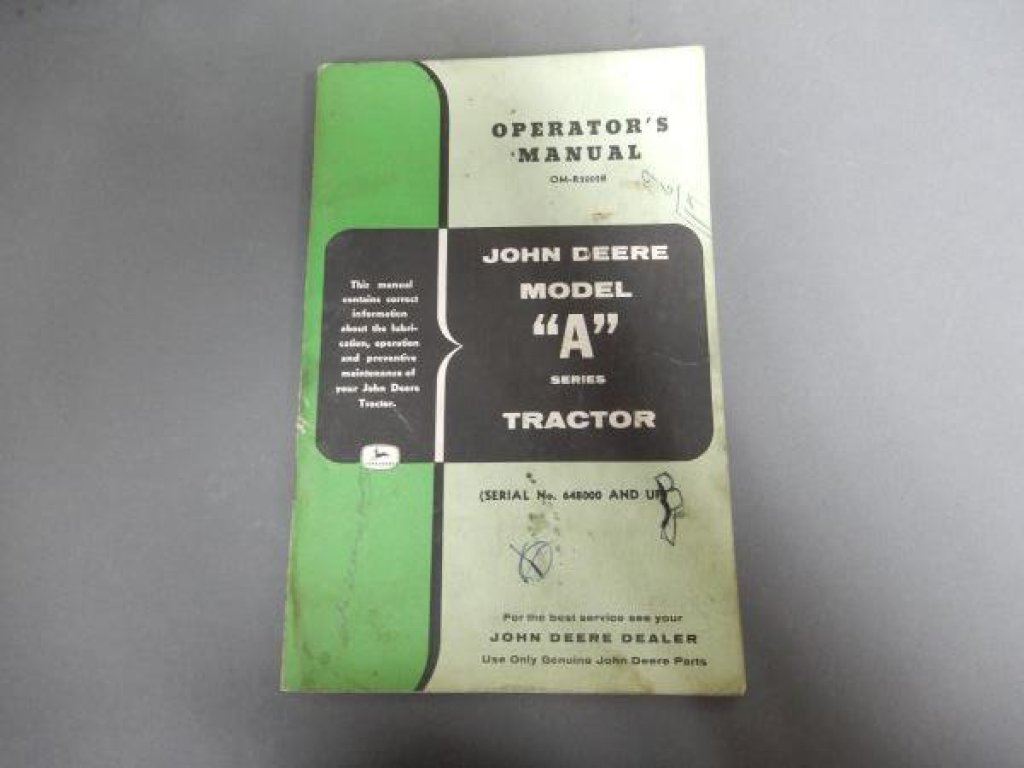 OPERATOR'S
MANUAL
JOHN DEERE
MODEL
"A"
SERIES
TRACTOR
This manual
contains correct
information
about the lubri-
cation, operation
and preventive
maintenance of
your John Deere
Tractor.
(SERIAL No. 648000 AND UP)
For the best service see your
JOHN DEERE DEALER
Use Only Genuine John Deere Parts